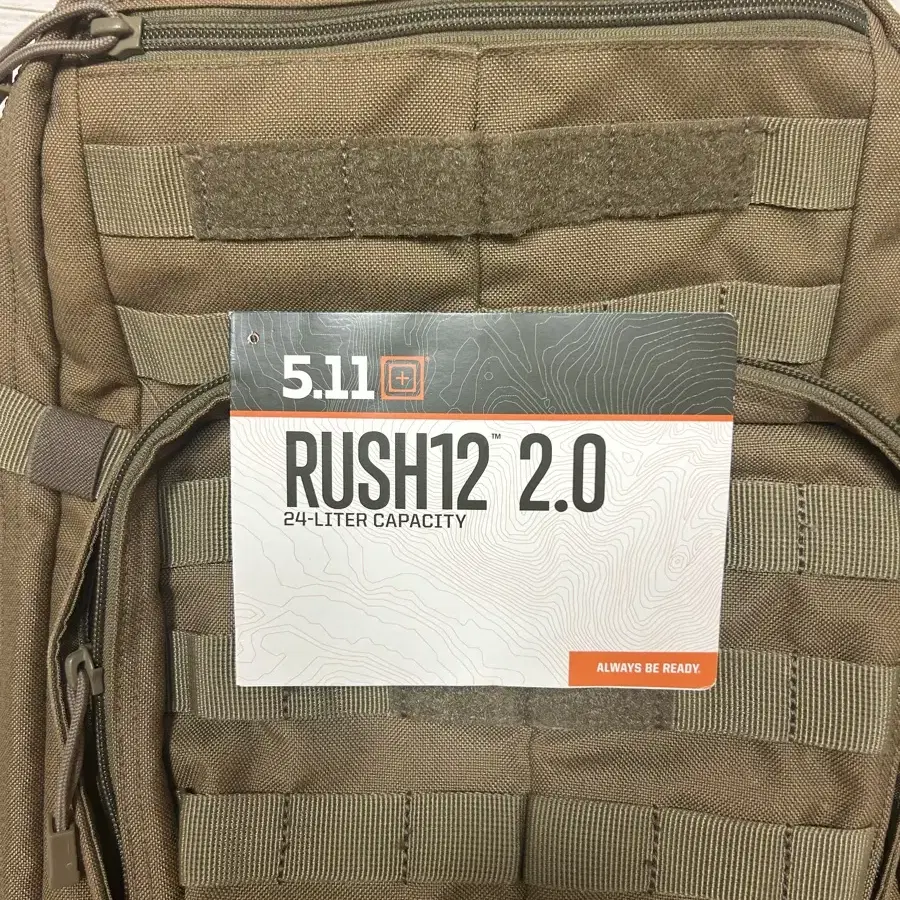 5.11
RUSH12™ 2.0
24-LITER CAPACITY
ALWAYS BE READY.